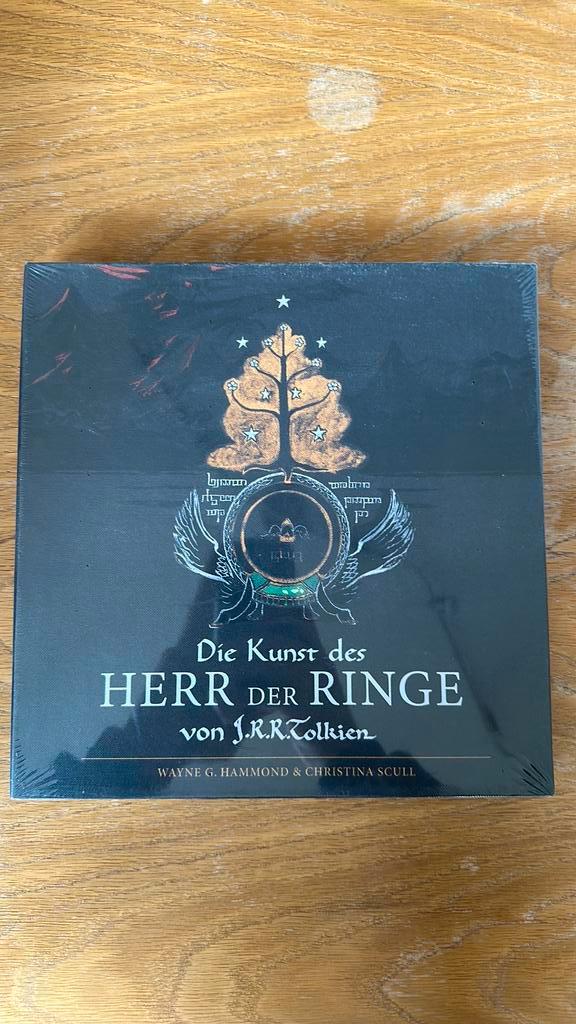 Die Kunst des
HERR DER RINGE
von J.R.R. Tolkien
WAYNE G. HAMMOND & CHRISTINA SCULL